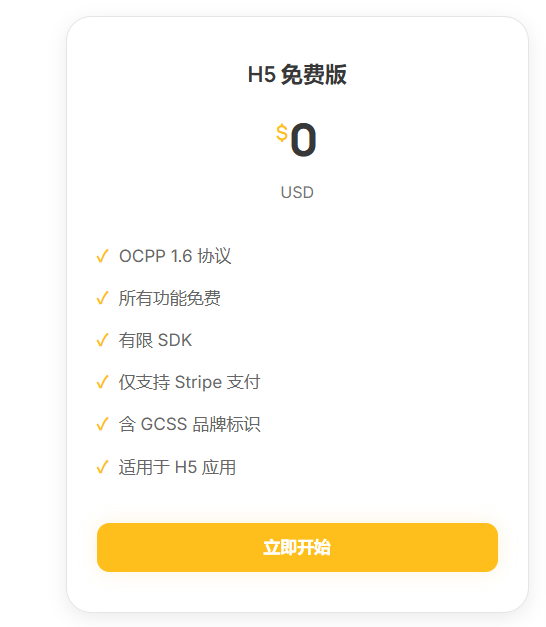 H5 免费版
$0
USD
✓ OCPP 1.6 协议
✓ 所有功能免费
✓ 有限 SDK
✓ 仅支持 Stripe 支付
✓ 含 GCSS 品牌标识
✓ 适用于 H5 应用
立即开始